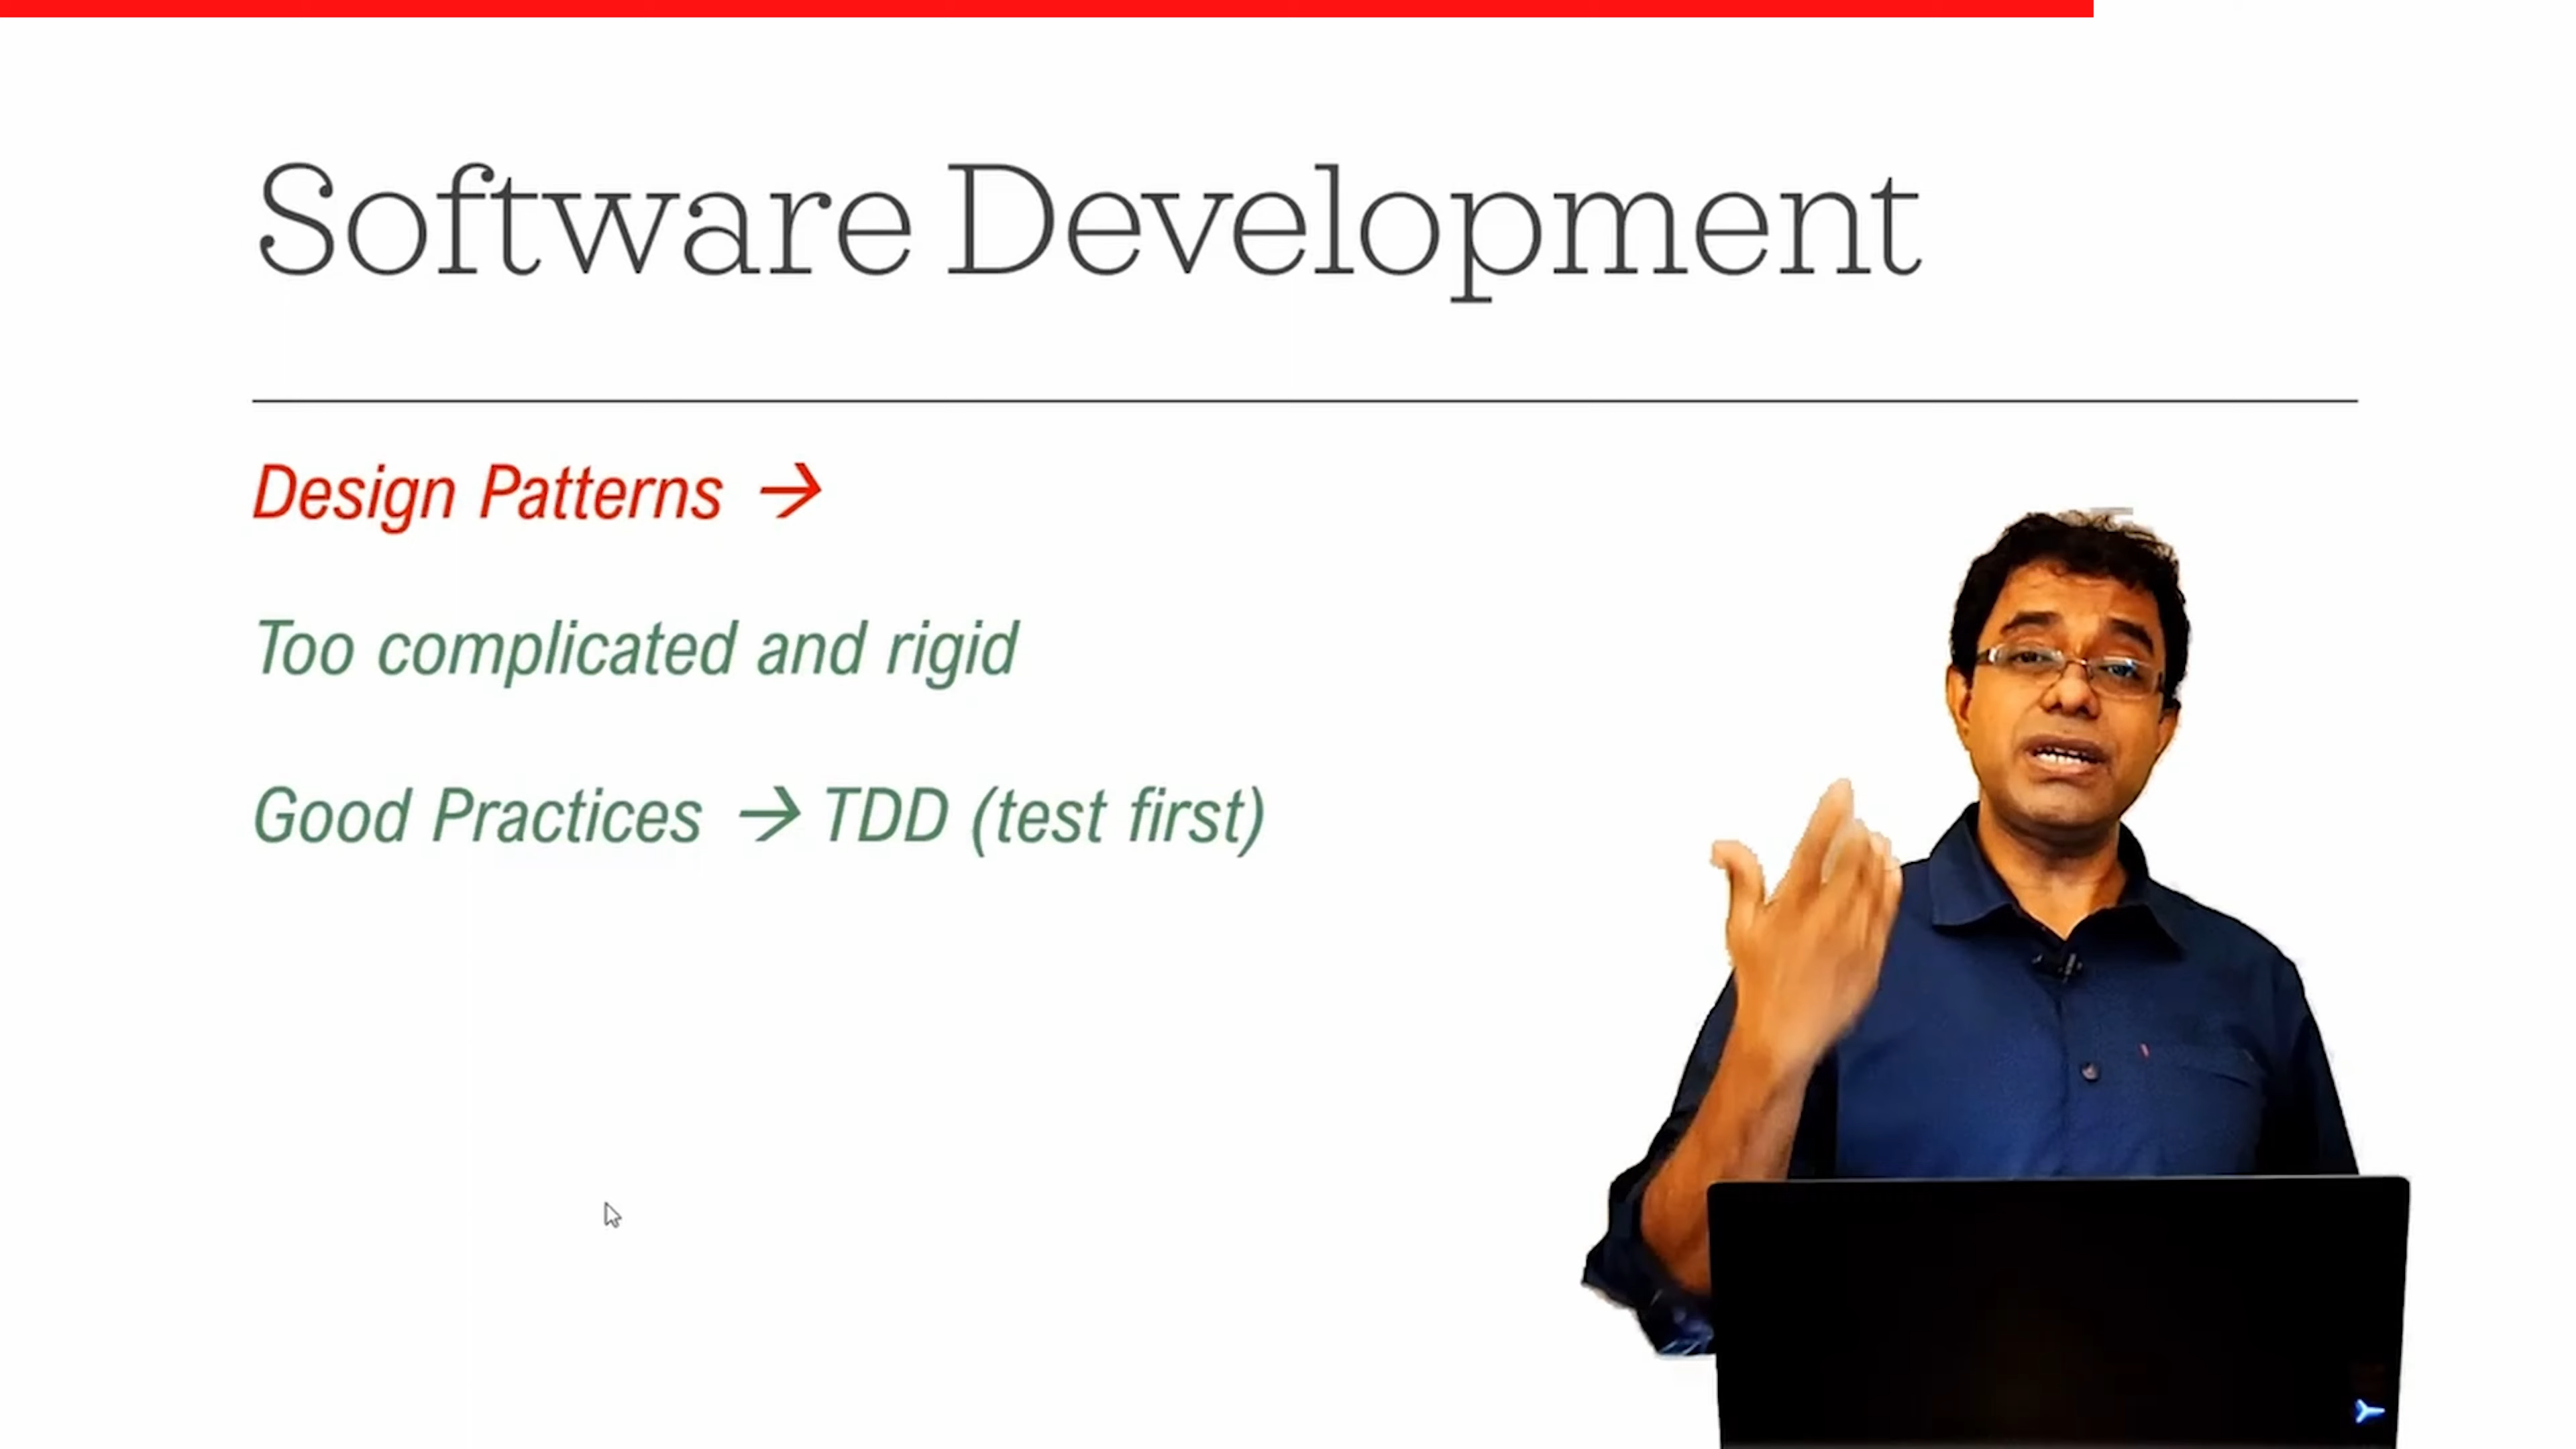 Software Development
Design Patterns →
Too complicated and rigid
Good Practices → TDD (test first)